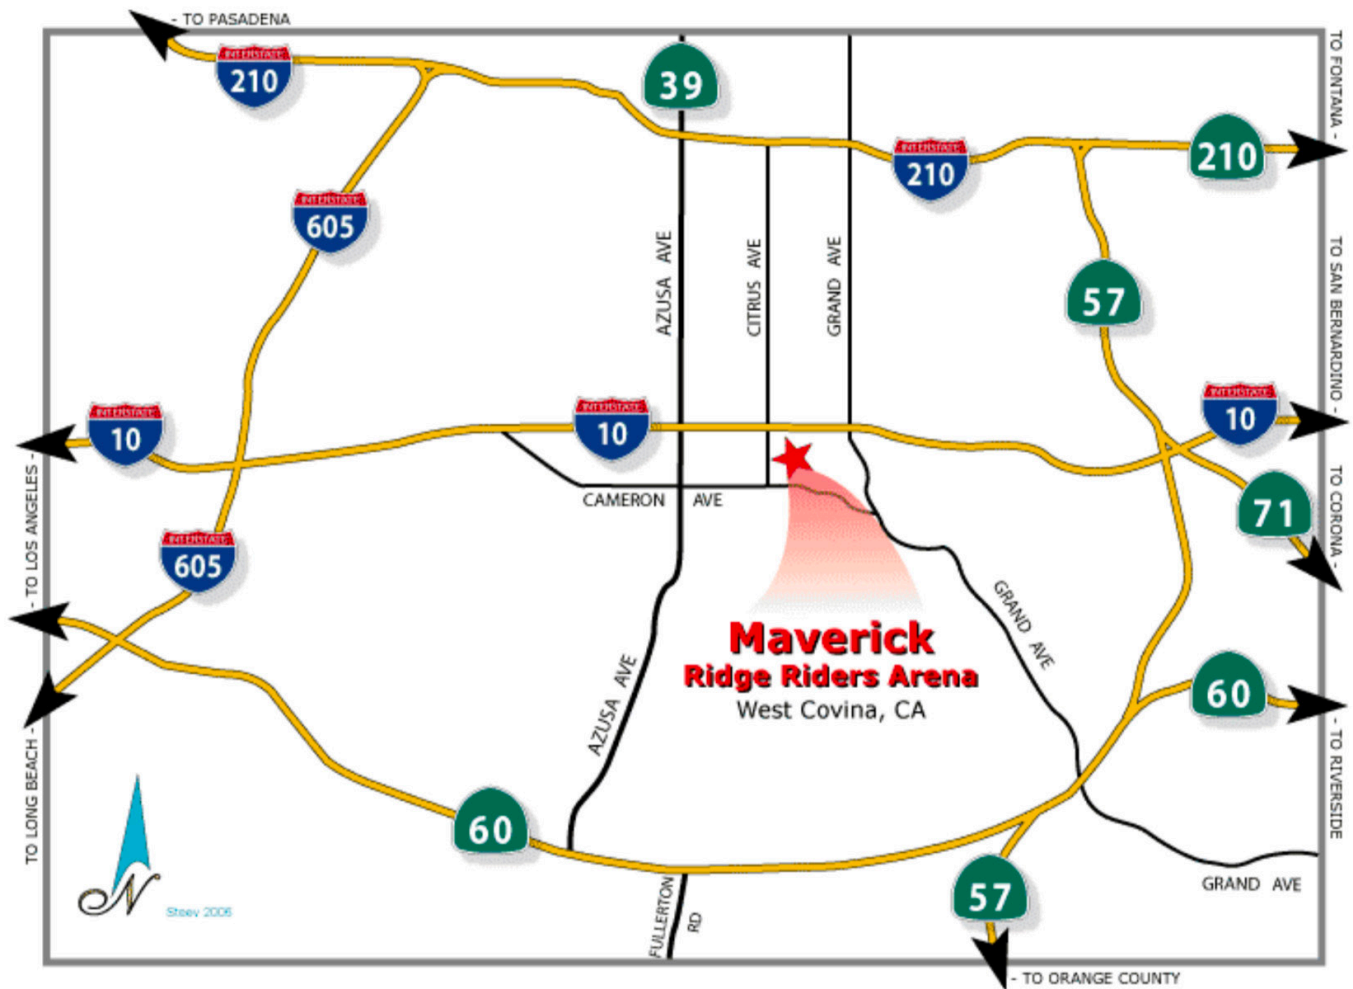 - TO PASADENA
INTERSTATE
210
39
TO FONTANA -
INTERSTATE
210
210
INTERSTATE
605
AZUSA AVE
CITRUS AVE
GRAND AVE
57
TO SAN BERNARDINO -
INTERSTATE
10
INTERSTATE
10
INTERSTATE
10
- TO LOS ANGELES -
CAMERON AVE
71
TO CORONA -
INTERSTATE
605
GRAND AVE
Maverick
Ridge Riders Arena
West Covina, CA
AZUSA AVE
60
- TO RIVERSIDE
TO LONG BEACH -
60
N
Steev 2006
FULLERTON RD
57
GRAND AVE
- TO ORANGE COUNTY